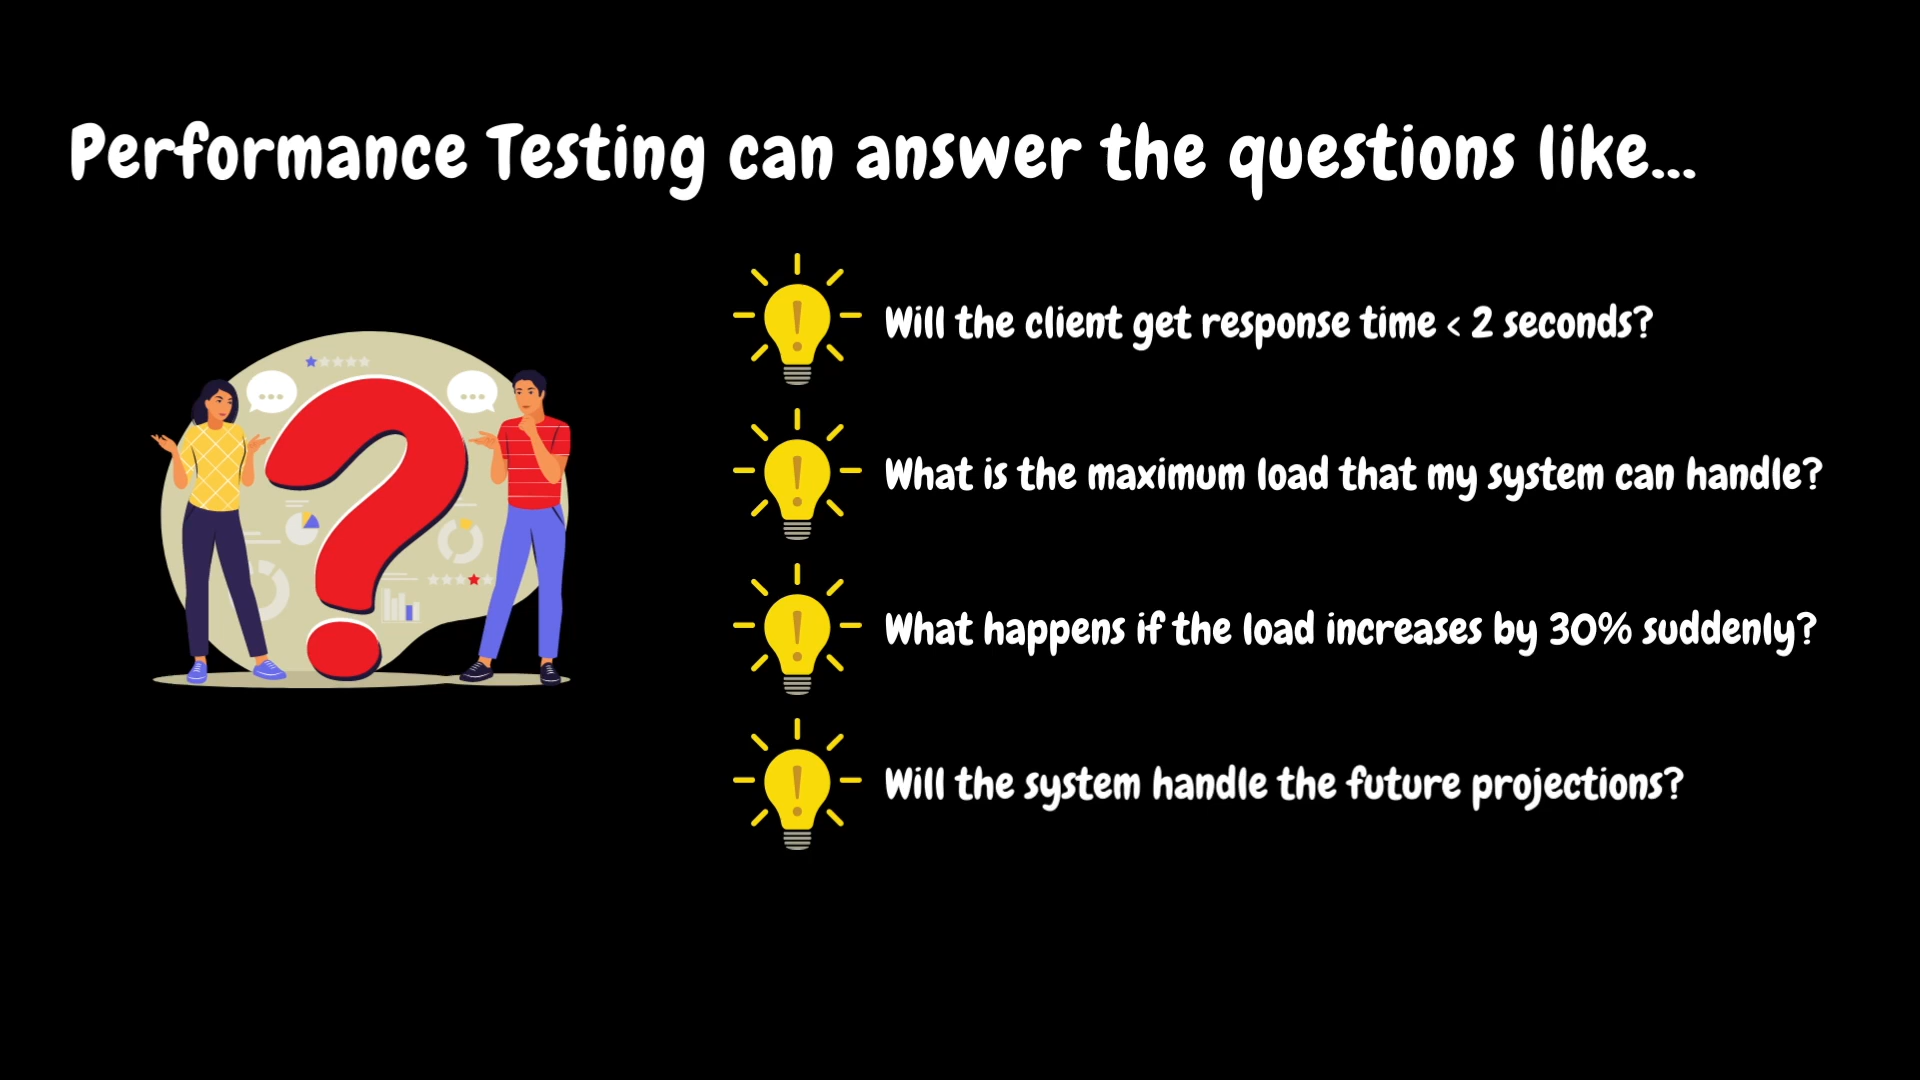 Performance Testing can answer the questions like...
Will the client get response time < 2 seconds?
What is the maximum load that my system can handle?
What happens if the load increases by 30% suddenly?
Will the system handle the future projections?